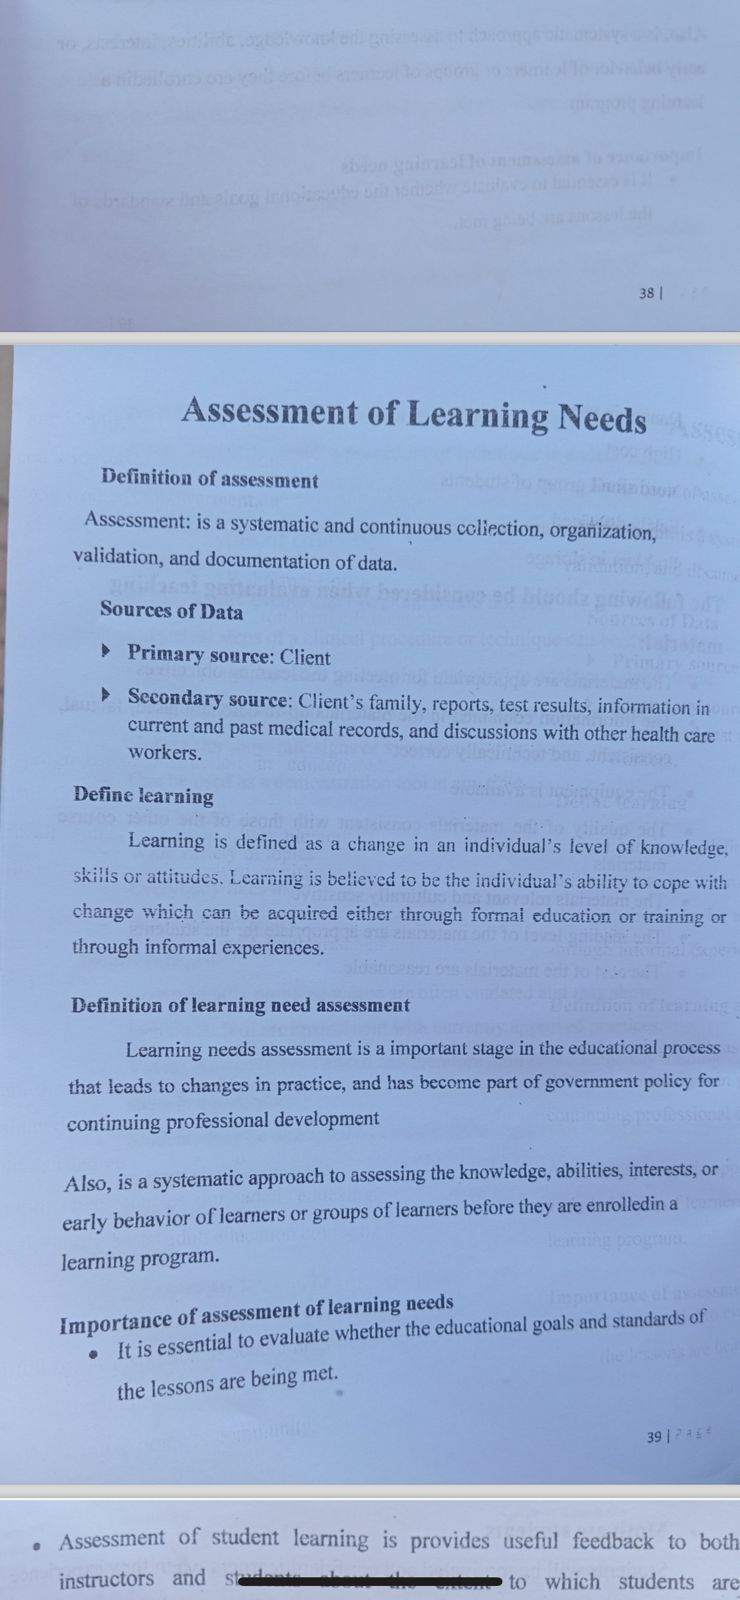 38 |
Assessment of Learning Needs
Definition of assessment
Assessment: is a systematic and continuous collection, organization,
validation, and documentation of data.
Sources of Data
Primary source: Client
Secondary source: Client's family, reports, test results, information in
current and past medical records, and discussions with other health care
workers.
Define learning
Learning is defined as a change in an individual's level of knowledge,
skills or attitudes. Learning is believed to be the individual's ability to cope with
change which can be acquired either through formal education or training or
through informal experiences.
Definition of learning need assessment
Learning needs assessment is a important stage in the educational process
that leads to changes in practice, and has become part of government policy for
continuing professional development
Also, is a systematic approach to assessing the knowledge, abilities, interests, or
early behavior of learners or groups of learners before they are enrolledin a
learning program.
Importance of assessment of learning needs
• It is essential to evaluate whether the educational goals and standards of
the lessons are being met.
39 | P A G E
• Assessment of student learning is provides useful feedback to both
instructors and students about the extent to which students are